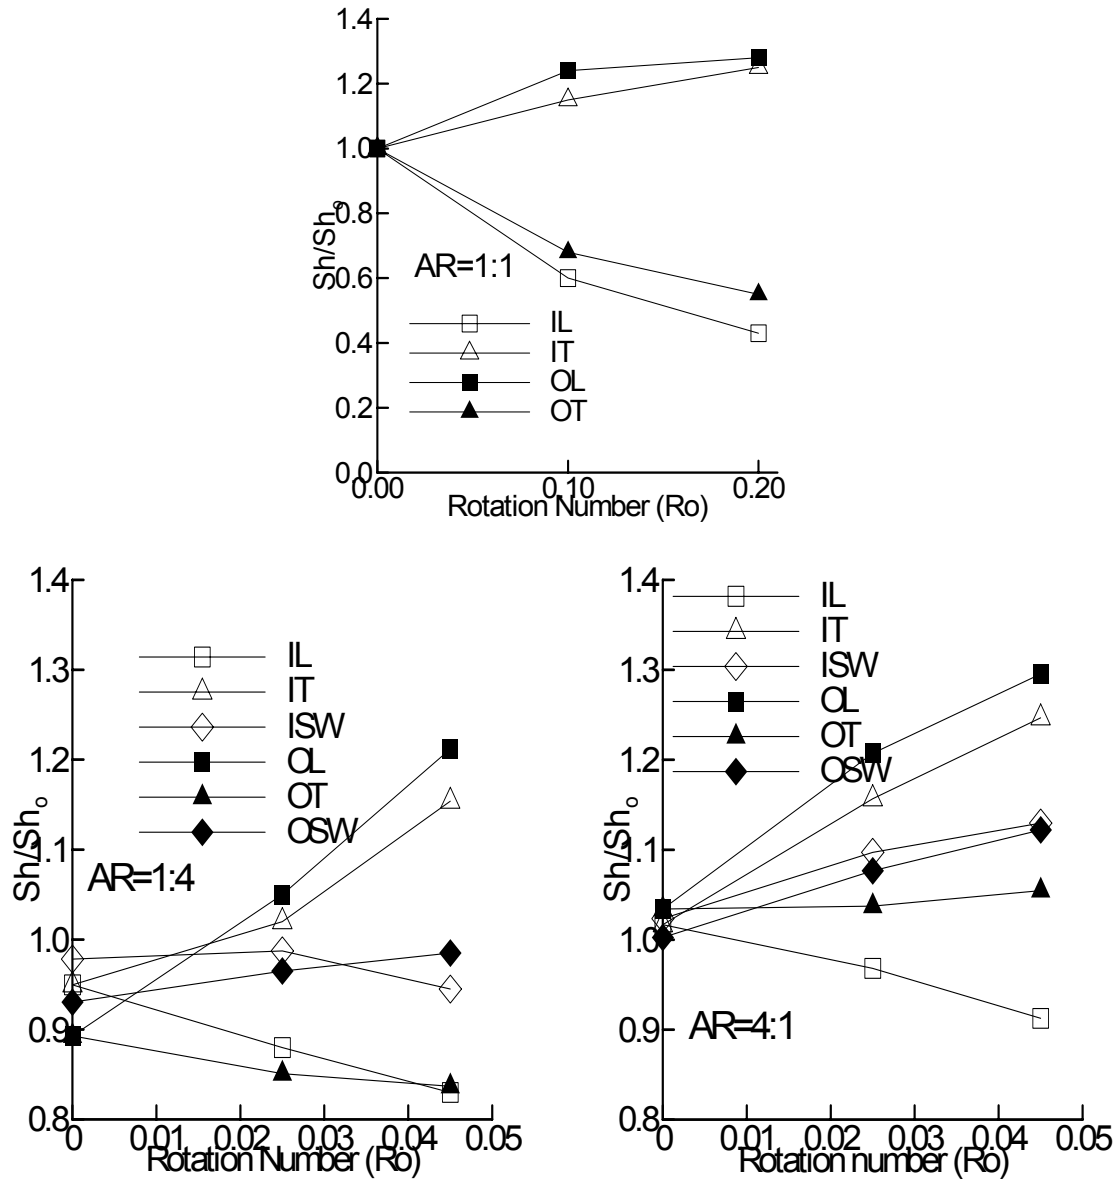 1.4
1.2
1.0
0.8
0.6
0.4
0.2
0.0
Sh/Sho
AR=1:1
IL
IT
OL
OT
0.00 0.10 0.20
Rotation Number (Ro)
1.4
1.3
1.2
1.1
1.0
0.9
0.8
Sh/Sho
IL
IT
ISW
OL
OT
OSW
AR=1:4
0 0.01 0.02 0.03 0.04 0.05
Rotation Number (Ro)
1.4
1.3
1.2
1.1
1.0
0.9
0.8
Sh/Sho
IL
IT
ISW
OL
OT
OSW
AR=4:1
0 0.01 0.02 0.03 0.04 0.05
Rotation number (Ro)